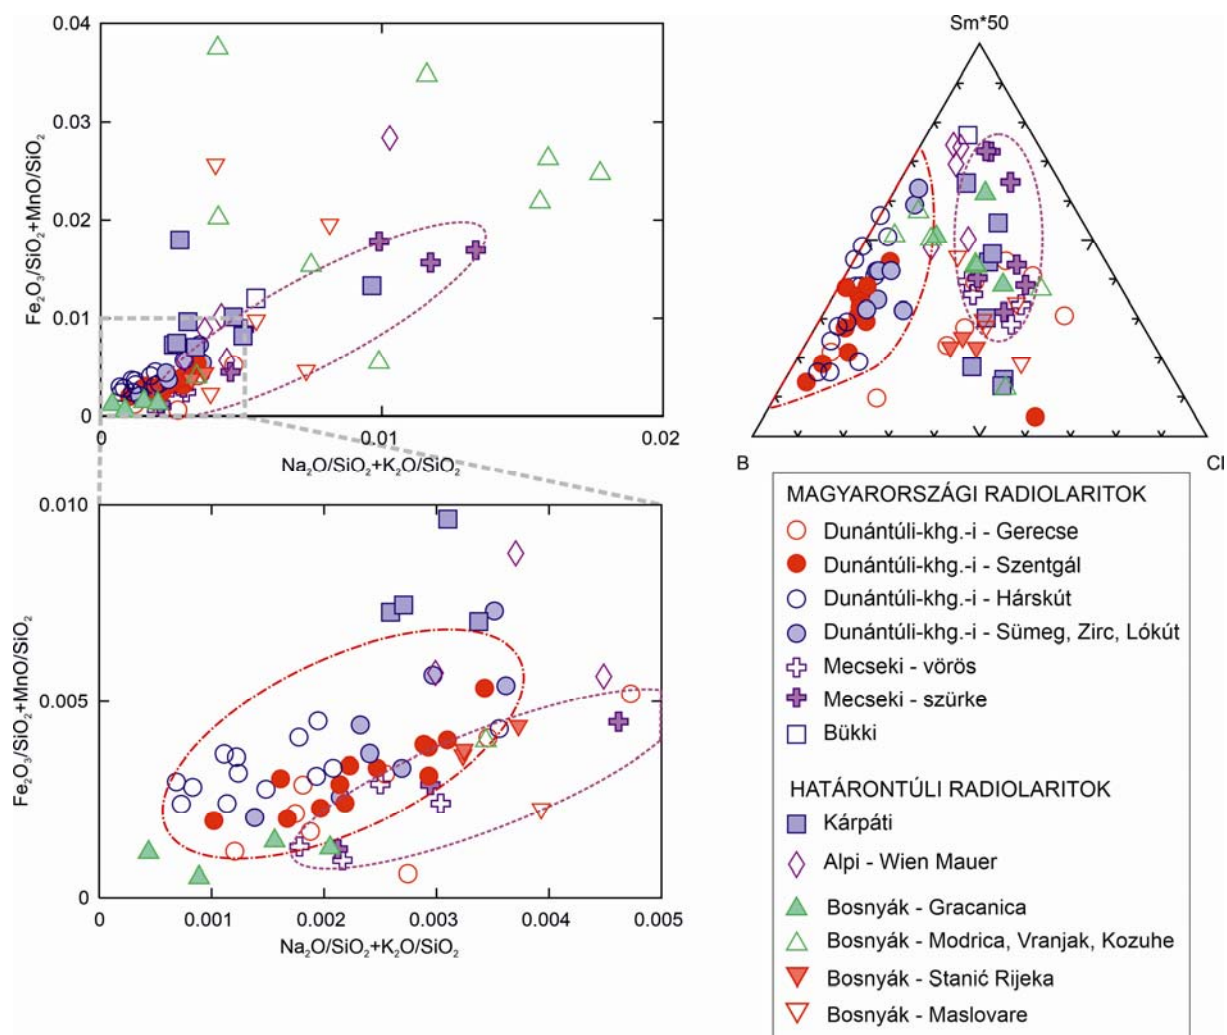 0.04
0.03
0.02
0.01
0
Fe₂O₃/SiO₂+MnO/SiO₂
0
0.01
0.02
Na₂O/SiO₂+K₂O/SiO₂
Sm*50
B
Cl
0.010
0.005
0
Fe₂O₃/SiO₂+MnO/SiO₂
0
0.001
0.002
0.003
0.004
0.005
Na₂O/SiO₂+K₂O/SiO₂
MAGYARORSZÁGI RADIOLARITOK
Dunántúli-khg.-i - Gerecse
Dunántúli-khg.-i - Szentgál
Dunántúli-khg.-i - Hárskút
Dunántúli-khg.-i - Sümeg, Zirc, Lókút
Mecseki - vörös
Mecseki - szürke
Bükki
HATÁRONTÚLI RADIOLARITOK
Kárpáti
Alpi - Wien Mauer
Bosnyák - Gracanica
Bosnyák - Modrica, Vranjak, Kozuhe
Bosnyák - Stanić Rijeka
Bosnyák - Maslovare